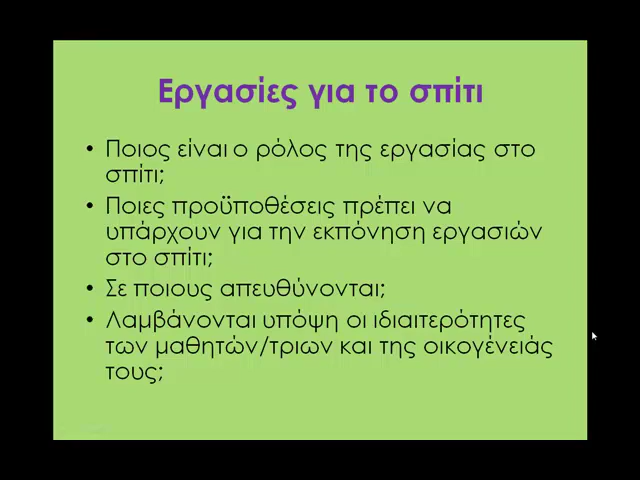 Εργασίες για το σπίτι
• Ποιος είναι ο ρόλος της εργασίας στο
σπίτι;
• Ποιες προϋποθέσεις πρέπει να
υπάρχουν για την εκπόνηση εργασιών
στο σπίτι;
• Σε ποιους απευθύνονται;
• Λαμβάνονται υπόψη οι ιδιαιτερότητες
των μαθητών/τριων και της οικογένειάς
τους;